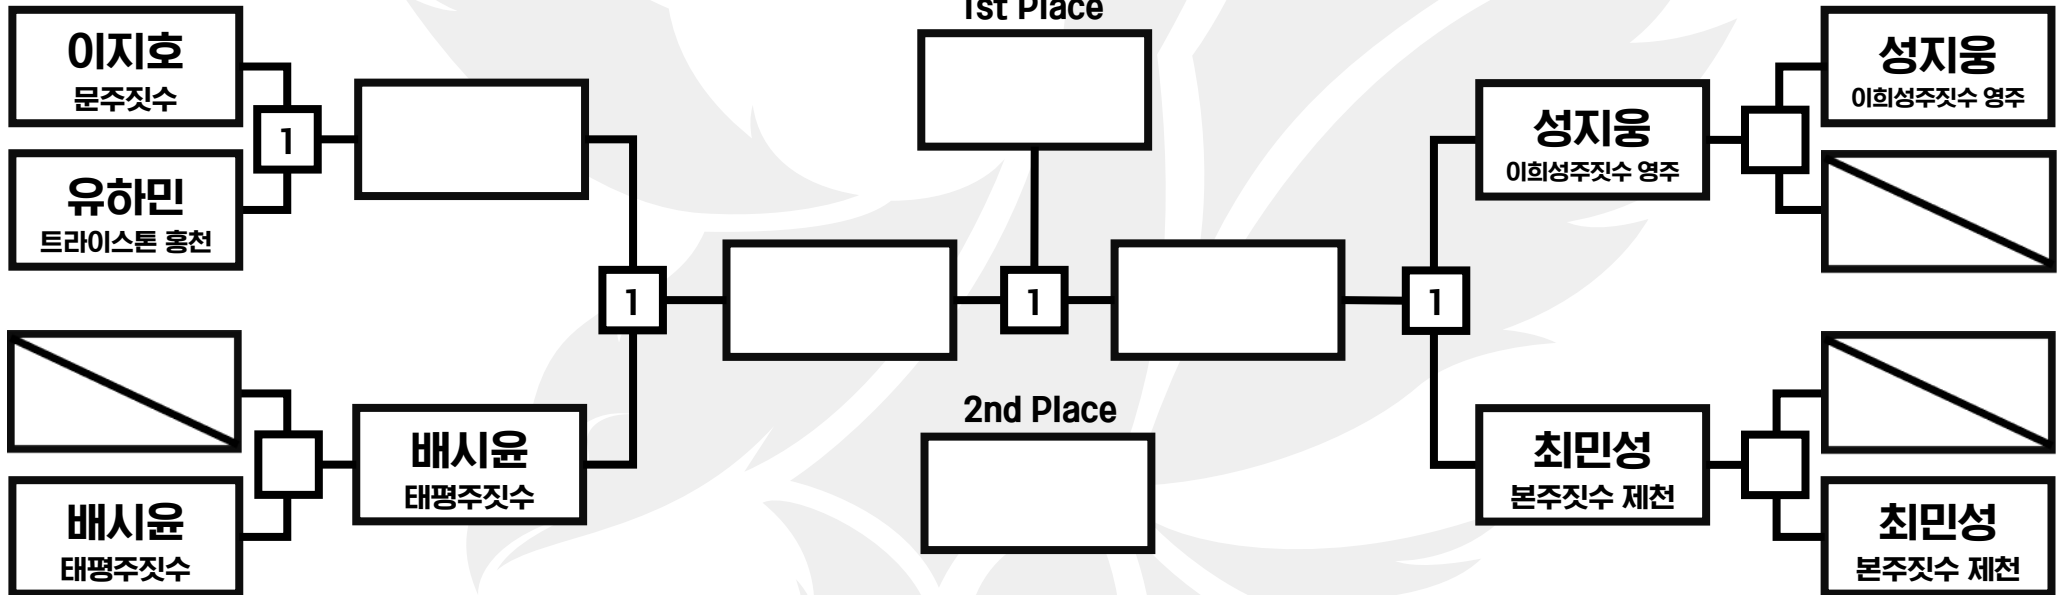 1st Place
이지호
문주짓수
1
유하민
트라이스톤 홍천
배시윤
태평주짓수
배시윤
태평주짓수
1
1
1
2nd Place
성지웅
이희성주짓수 영주
성지웅
이희성주짓수 영주
최민성
본주짓수 제천
최민성
본주짓수 제천